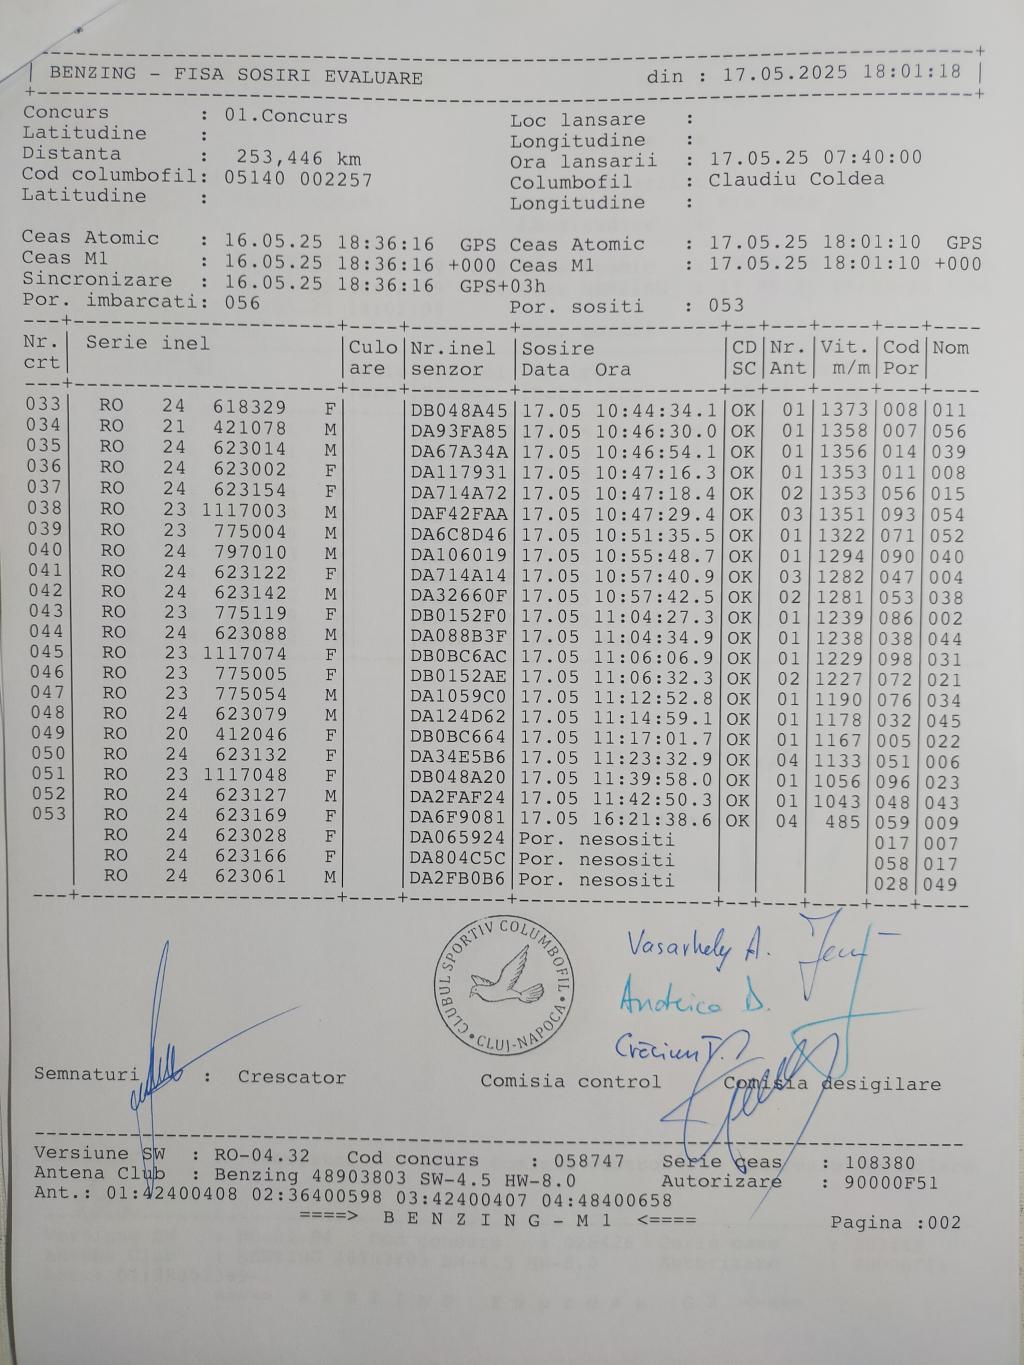 BENZING - FISA SOSIRI EVALUARE din : 17.05.2025 18:01:18
Concurs : 01.Concurs Loc lansare :
Latitudine : Longitudine :
Distanta : 253,446 km Ora lansarii : 17.05.25 07:40:00
Cod columbofil: 05140 002257 Columbofil : Claudiu Coldea
Latitudine : Longitudine :
Ceas Atomic : 16.05.25 18:36:16 GPS Ceas Atomic : 17.05.25 18:01:10 GPS
Ceas M1 : 16.05.25 18:36:16 +000 Ceas M1 : 17.05.25 18:01:10 +000
Sincronizare : 16.05.25 18:36:16 GPS+03h
Por. imbarcati: 056 Por. sositi : 053
Nr. Serie inel Culo Nr.inel Sosire CD Nr. Vit. Cod Nom
crt are senzor Data Ora SC Ant m/m Por
033 RO 24 618329 F DB048A45 17.05 10:44:34.1 OK 01 1373 008 011
034 RO 21 421078 M DA93FA85 17.05 10:46:30.0 OK 01 1358 007 056
035 RO 24 623014 M DA67A34A 17.05 10:46:54.1 OK 01 1356 014 039
036 RO 24 623002 F DA117931 17.05 10:47:16.3 OK 01 1353 011 008
037 RO 24 623154 F DA714A72 17.05 10:47:18.4 OK 02 1353 056 015
038 RO 23 1117003 M DAF42FAA 17.05 10:47:29.4 OK 03 1351 093 054
039 RO 23 775004 M DA6C8D46 17.05 10:51:35.5 OK 01 1322 071 052
040 RO 24 797010 M DA106019 17.05 10:55:48.7 OK 01 1294 090 040
041 RO 24 623122 F DA714A14 17.05 10:57:40.9 OK 03 1282 047 004
042 RO 24 623142 M DA32660F 17.05 10:57:42.5 OK 02 1281 053 038
043 RO 23 775119 F DB0152F0 17.05 11:04:27.3 OK 01 1239 086 002
044 RO 24 623088 M DA088B3F 17.05 11:04:34.9 OK 01 1238 038 044
045 RO 23 1117074 F DB0BC6AC 17.05 11:06:06.9 OK 01 1229 098 031
046 RO 23 775005 F DB0152AE 17.05 11:06:32.3 OK 02 1227 072 021
047 RO 23 775054 M DA1059C0 17.05 11:12:52.8 OK 01 1190 076 034
048 RO 24 623079 M DA124D62 17.05 11:14:59.1 OK 01 1178 032 045
049 RO 20 412046 F DB0BC664 17.05 11:17:01.7 OK 01 1167 005 022
050 RO 24 623132 F DA34E5B6 17.05 11:23:32.9 OK 04 1133 051 006
051 RO 23 1117048 F DB048A20 17.05 11:39:58.0 OK 01 1056 096 023
052 RO 24 623127 M DA2FAF24 17.05 11:42:50.3 OK 01 1043 048 043
053 RO 24 623169 F DA6F9081 17.05 16:21:38.6 OK 04 485 059 009
RO 24 623028 F DA065924 Por. nesositi 017 007
RO 24 623166 F DA804C5C Por. nesositi 058 017
RO 24 623061 M DA2FB0B6 Por. nesositi 028 049
CLUBUL SPORTIV COLUMBOFIL
CLUJ-NAPOCA
Vasarhely A.
Andreica D.
Semnaturi : Crescator Comisia control Comisia desigilare
Versiune SW : RO-04.32 Cod concurs : 058747 Serie ceas : 108380
Antena Club : Benzing 48903803 SW-4.5 HW-8.0 Autorizare : 90000F51
Ant.: 01:42400408 02:36400598 03:42400407 04:48400658
====> B E N Z I N G - M 1 <==== Pagina :002